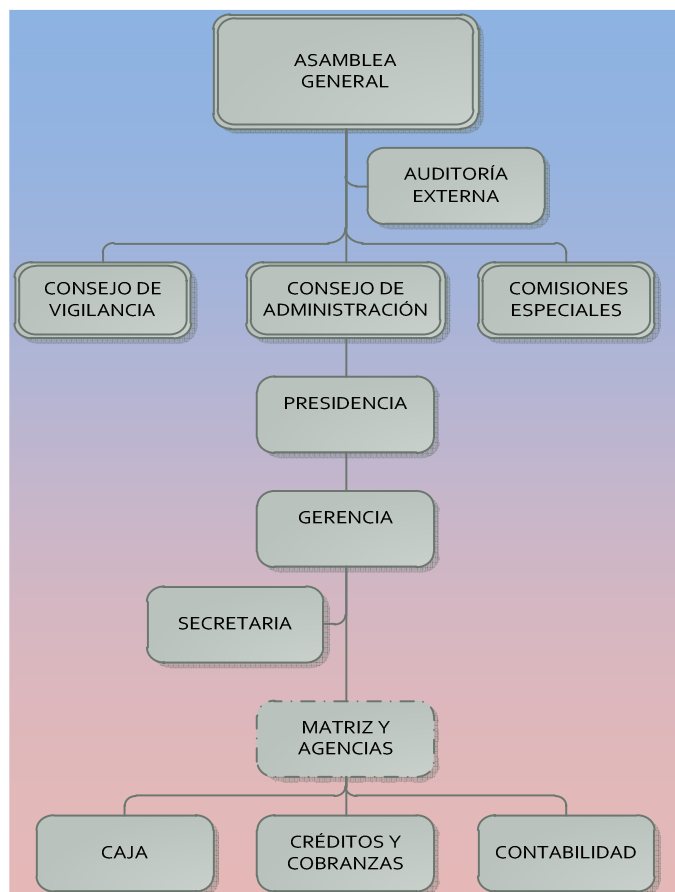 ASAMBLEA
GENERAL
AUDITORÍA
EXTERNA
CONSEJO DE
VIGILANCIA
CONSEJO DE
ADMINISTRACIÓN
COMISIONES
ESPECIALES
PRESIDENCIA
GERENCIA
SECRETARIA
MATRIZ Y
AGENCIAS
CAJA
CRÉDITOS Y
COBRANZAS
CONTABILIDAD